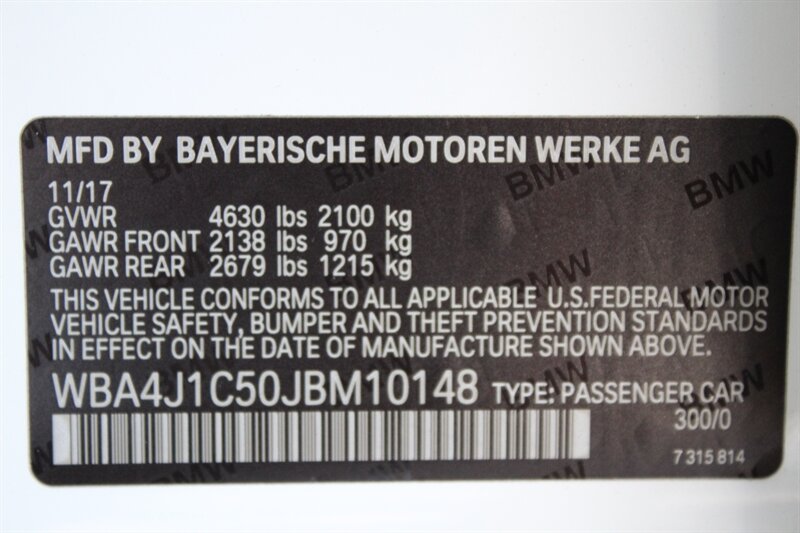 MFD BY BAYERISCHE MOTOREN WERKE AG
11/17
GVWR 4630 lbs 2100 kg
GAWR FRONT 2138 lbs 970 kg
GAWR REAR 2679 lbs 1215 kg
THIS VEHICLE CONFORMS TO ALL APPLICABLE U.S.FEDERAL MOTOR
VEHICLE SAFETY, BUMPER AND THEFT PREVENTION STANDARDS
IN EFFECT ON THE DATE OF MANUFACTURE SHOWN ABOVE.
WBA4J1C50JBM10148 TYPE: PASSENGER CAR
300/0
7 315 814